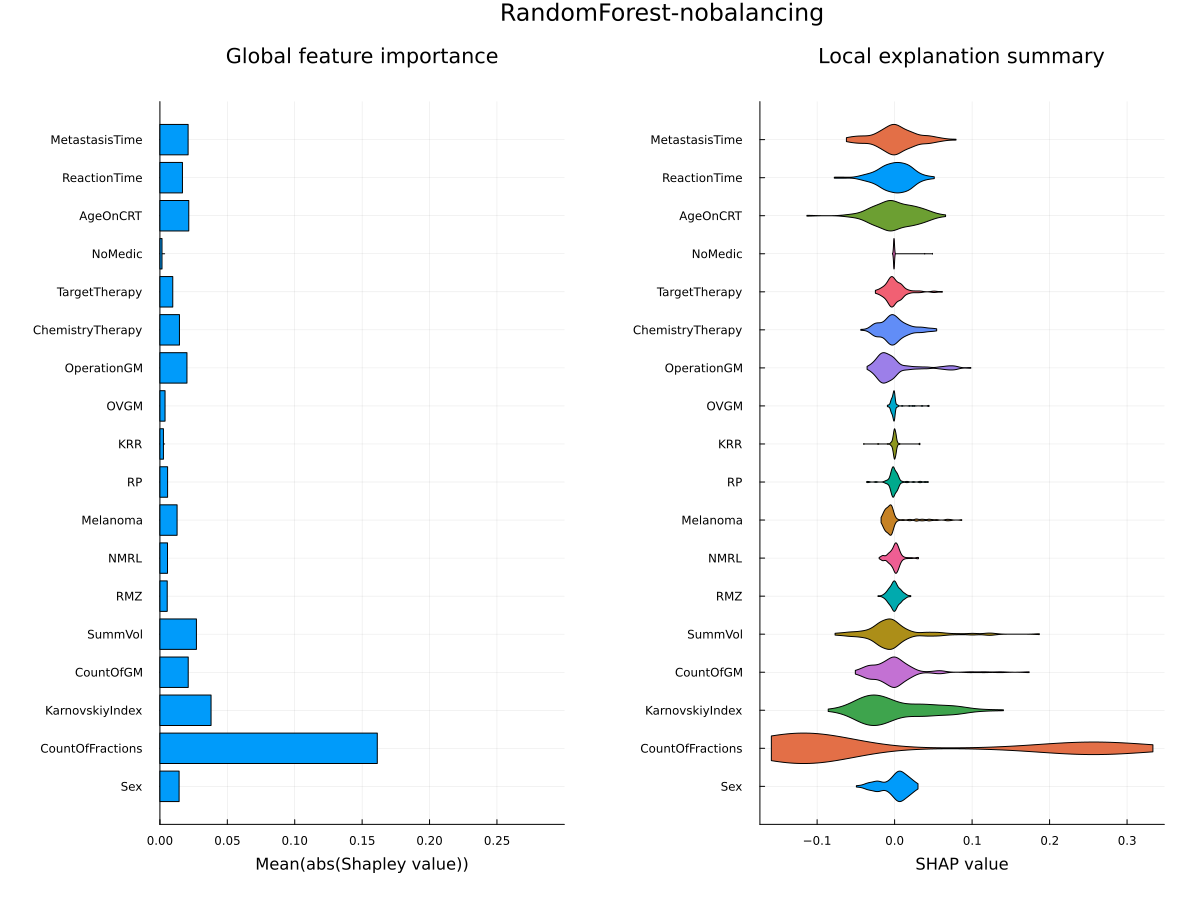 RandomForest-nobalancing
Global feature importance
MetastasisTime
ReactionTime
AgeOnCRT
NoMedic
TargetTherapy
ChemistryTherapy
OperationGM
OVGM
KRR
RP
Melanoma
NMRL
RMZ
SummVol
CountOfGM
KarnovskiyIndex
CountOfFractions
Sex
0.00 0.05 0.10 0.15 0.20 0.25
Mean(abs(Shapley value))
Local explanation summary
MetastasisTime
ReactionTime
AgeOnCRT
NoMedic
TargetTherapy
ChemistryTherapy
OperationGM
OVGM
KRR
RP
Melanoma
NMRL
RMZ
SummVol
CountOfGM
KarnovskiyIndex
CountOfFractions
Sex
−0.1 0.0 0.1 0.2 0.3
SHAP value